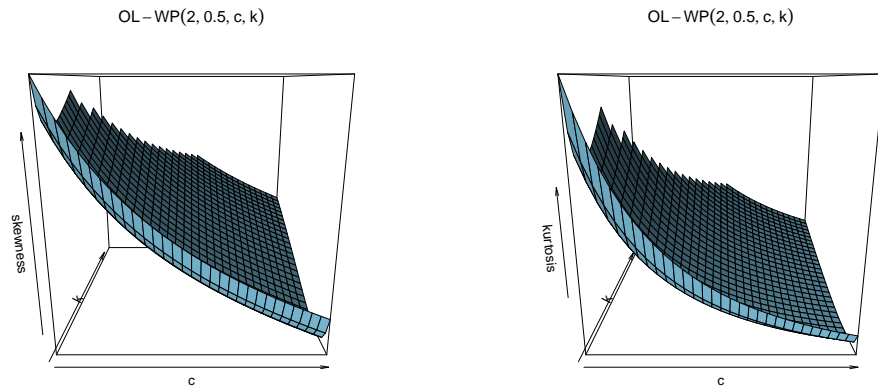 OL−WP(2, 0.5, c, k)
skewness
k
c
OL−WP(2, 0.5, c, k)
kurtosis
k
c